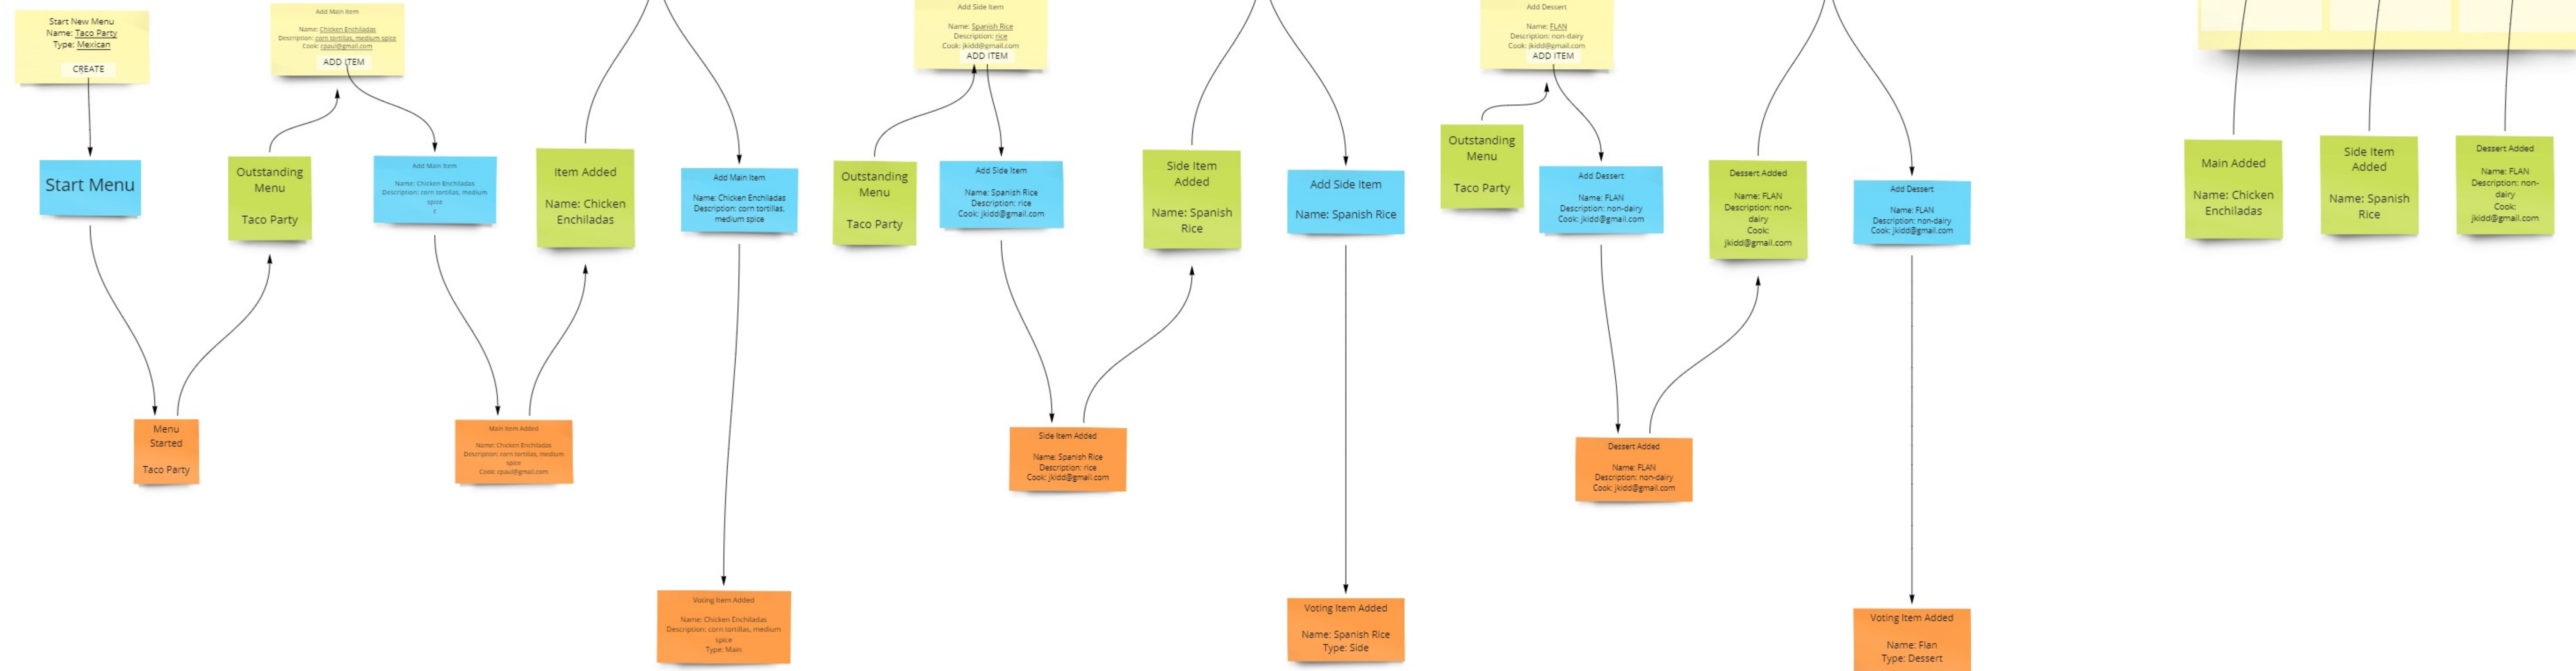 Start New Menu
Name: Taco Party
Type: Mexican
CREATE
Add Main Item
Name: Chicken Enchiladas
Description: corn tortillas, medium spice
Cook: cpaul@gmail.com
ADD ITEM
Add Side Item
Name: Spanish Rice
Description: rice
Cook: jkidd@gmail.com
ADD ITEM
Add Dessert
Name: FLAN
Description: non-dairy
Cook: jkidd@gmail.com
ADD ITEM
Start Menu
Outstanding
Menu
Taco Party
Add Main Item
Name: Chicken Enchiladas
Description: corn tortillas, medium
spice
c
Item Added
Name: Chicken
Enchiladas
Add Main Item
Name: Chicken Enchiladas
Description: corn tortillas,
medium spice
Outstanding
Menu
Taco Party
Add Side Item
Name: Spanish Rice
Description: rice
Cook: jkidd@gmail.com
Side Item
Added
Name: Spanish
Rice
Add Side Item
Name: Spanish Rice
Outstanding
Menu
Taco Party
Add Dessert
Name: FLAN
Description: non-dairy
Cook: jkidd@gmail.com
Dessert Added
Name: FLAN
Description: non-
dairy
Cook:
jkidd@gmail.com
Add Dessert
Name: FLAN
Description: non-dairy
Cook: jkidd@gmail.com
Main Added
Name: Chicken
Enchiladas
Side Item
Added
Name: Spanish
Rice
Dessert Added
Name: FLAN
Description: non-
dairy
Cook:
jkidd@gmail.com
Menu
Started
Taco Party
Main Item Added
Name: Chicken Enchiladas
Description: corn tortillas, medium
spice
Cook: cpaul@gmail.com
Side Item Added
Name: Spanish Rice
Description: rice
Cook: jkidd@gmail.com
Dessert Added
Name: FLAN
Description: non-dairy
Cook: jkidd@gmail.com
Voting Item Added
Name: Chicken Enchiladas
Description: corn tortillas, medium
spice
Type: Main
Voting Item Added
Name: Spanish Rice
Type: Side
Voting Item Added
Name: Flan
Type: Dessert